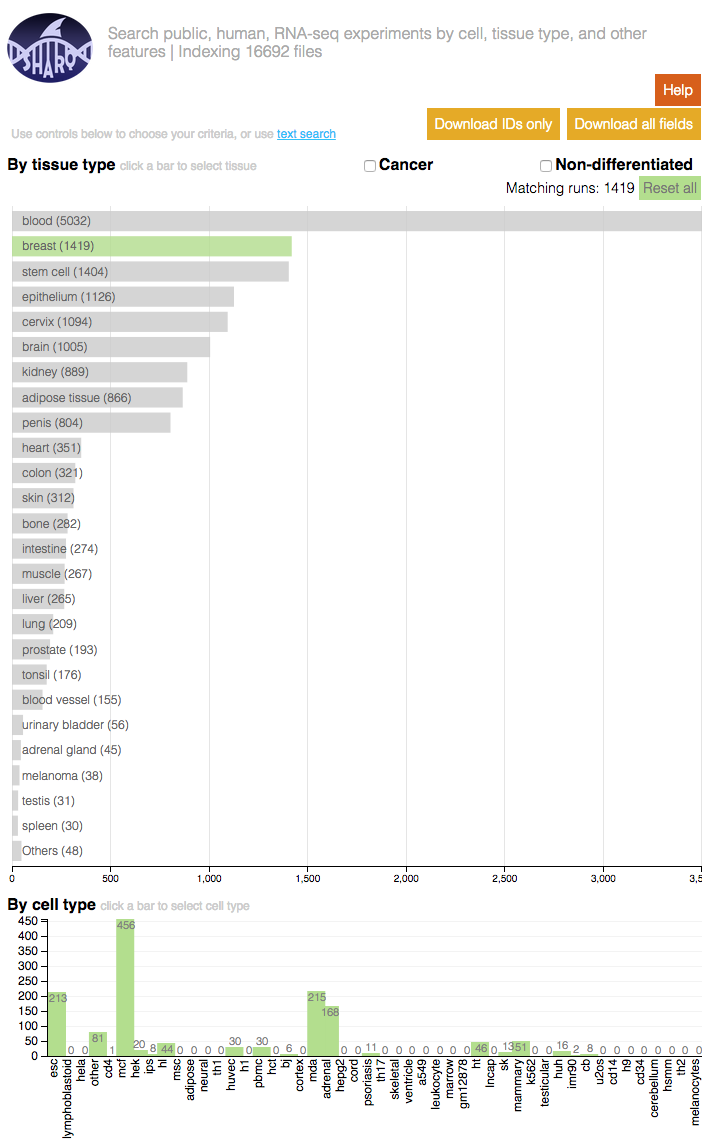 SHARQ
Search public, human, RNA-seq experiments by cell, tissue type, and other
features | Indexing 16692 files
Help
Download IDs only Download all fields
Use controls below to choose your criteria, or use text search
By tissue type click a bar to select tissue Cancer Non-differentiated
Matching runs: 1419 Reset all
blood (5032)
breast (1419)
stem cell (1404)
epithelium (1126)
cervix (1094)
brain (1005)
kidney (889)
adipose tissue (866)
penis (804)
heart (351)
colon (321)
skin (312)
bone (282)
intestine (274)
muscle (267)
liver (265)
lung (209)
prostate (193)
tonsil (176)
blood vessel (155)
urinary bladder (56)
adrenal gland (45)
melanoma (38)
testis (31)
spleen (30)
Others (48)
0 500 1,000 1,500 2,000 2,500 3,000 3,5
By cell type click a bar to select cell type
450
400
350
300
250
200
150
100
50
0
213 0 0 81 1 456 20 8 44 0 0 0 0 30 0 30 0 6 0 215 168 0 0 11 0 0 0 0 0 0 0 46 0 13 51 0 0 16 2 8 0 0 0 0 0 0 0 0
esc
lymphoblastoid
hela
other
cd4
mcf
hek
ips
hl
msc
adipose
neural
th1
huvec
h1
pbmc
hct
bj
cortex
mda
adrenal
hepg2
cord
psoriasis
th17
skeletal
ventricle
a549
leukocyte
marrow
gm12878
ht
lncap
sk
mammary
k562
testicular
huh
imr90
cb
u2os
cd14
h9
cd34
cerebellum
hsmm
th2
melanocytes